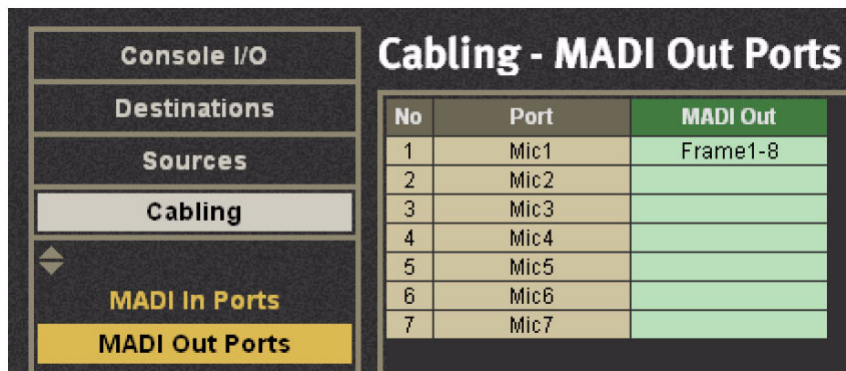 Console I/O
Destinations
Sources
Cabling
MADI In Ports
MADI Out Ports
Cabling - MADI Out Ports
No Port MADI Out
1 Mic1 Frame1-8
2 Mic2
3 Mic3
4 Mic4
5 Mic5
6 Mic6
7 Mic7